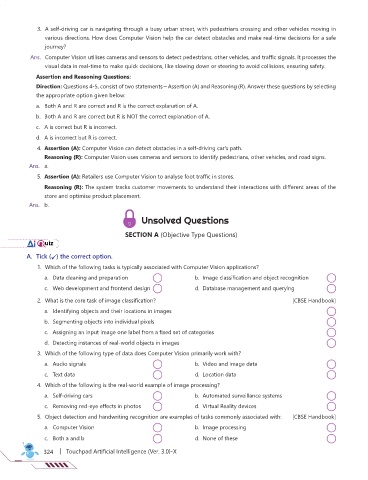 3. A self-driving car is navigating through a busy urban street, with pedestrians crossing and other vehicles moving in
various directions. How does Computer Vision help the car detect obstacles and make real-time decisions for a safe
journey?
Ans. Computer Vision utilises cameras and sensors to detect pedestrians, other vehicles, and traffic signals. It processes the
visual data in real-time to make quick decisions, like slowing down or steering to avoid collisions, ensuring safety.
Assertion and Reasoning Questions:
Direction: Questions 4-5, consist of two statements – Assertion (A) and Reasoning (R). Answer these questions by selecting
the appropriate option given below:
a. Both A and R are correct and R is the correct explanation of A.
b. Both A and R are correct but R is NOT the correct explanation of A.
c. A is correct but R is incorrect.
d. A is incorrect but R is correct.
4. Assertion (A): Computer Vision can detect obstacles in a self-driving car's path.
Reasoning (R): Computer Vision uses cameras and sensors to identify pedestrians, other vehicles, and road signs.
Ans. a.
5. Assertion (A): Retailers use Computer Vision to analyse foot traffic in stores.
Reasoning (R): The system tracks customer movements to understand their interactions with different areas of the
store and optimise product placement.
Ans. b.
Unsolved Questions
SECTION A (Objective Type Questions)
Ai Quiz
A. Tick (✓) the correct option.
1. Which of the following tasks is typically associated with Computer Vision applications?
a. Data cleaning and preparation b. Image classification and object recognition
c. Web development and frontend design d. Database management and querying
2. What is the core task of image classification? [CBSE Handbook]
a. Identifying objects and their locations in images
b. Segmenting objects into individual pixels
c. Assigning an input image one label from a fixed set of categories
d. Detecting instances of real-world objects in images
3. Which of the following type of data does Computer Vision primarily work with?
a. Audio signals b. Video and image data
c. Text data d. Location data
4. Which of the following is the real-world example of image processing?
a. Self-driving cars b. Automated surveillance systems
c. Removing red-eye effects in photos d. Virtual Reality devices
5. Object detection and handwriting recognition are examples of tasks commonly associated with: [CBSE Handbook]
a. Computer Vision b. Image processing
c. Both a and b d. None of these
324 | Touchpad Artificial Intelligence (Ver. 3.0)-X